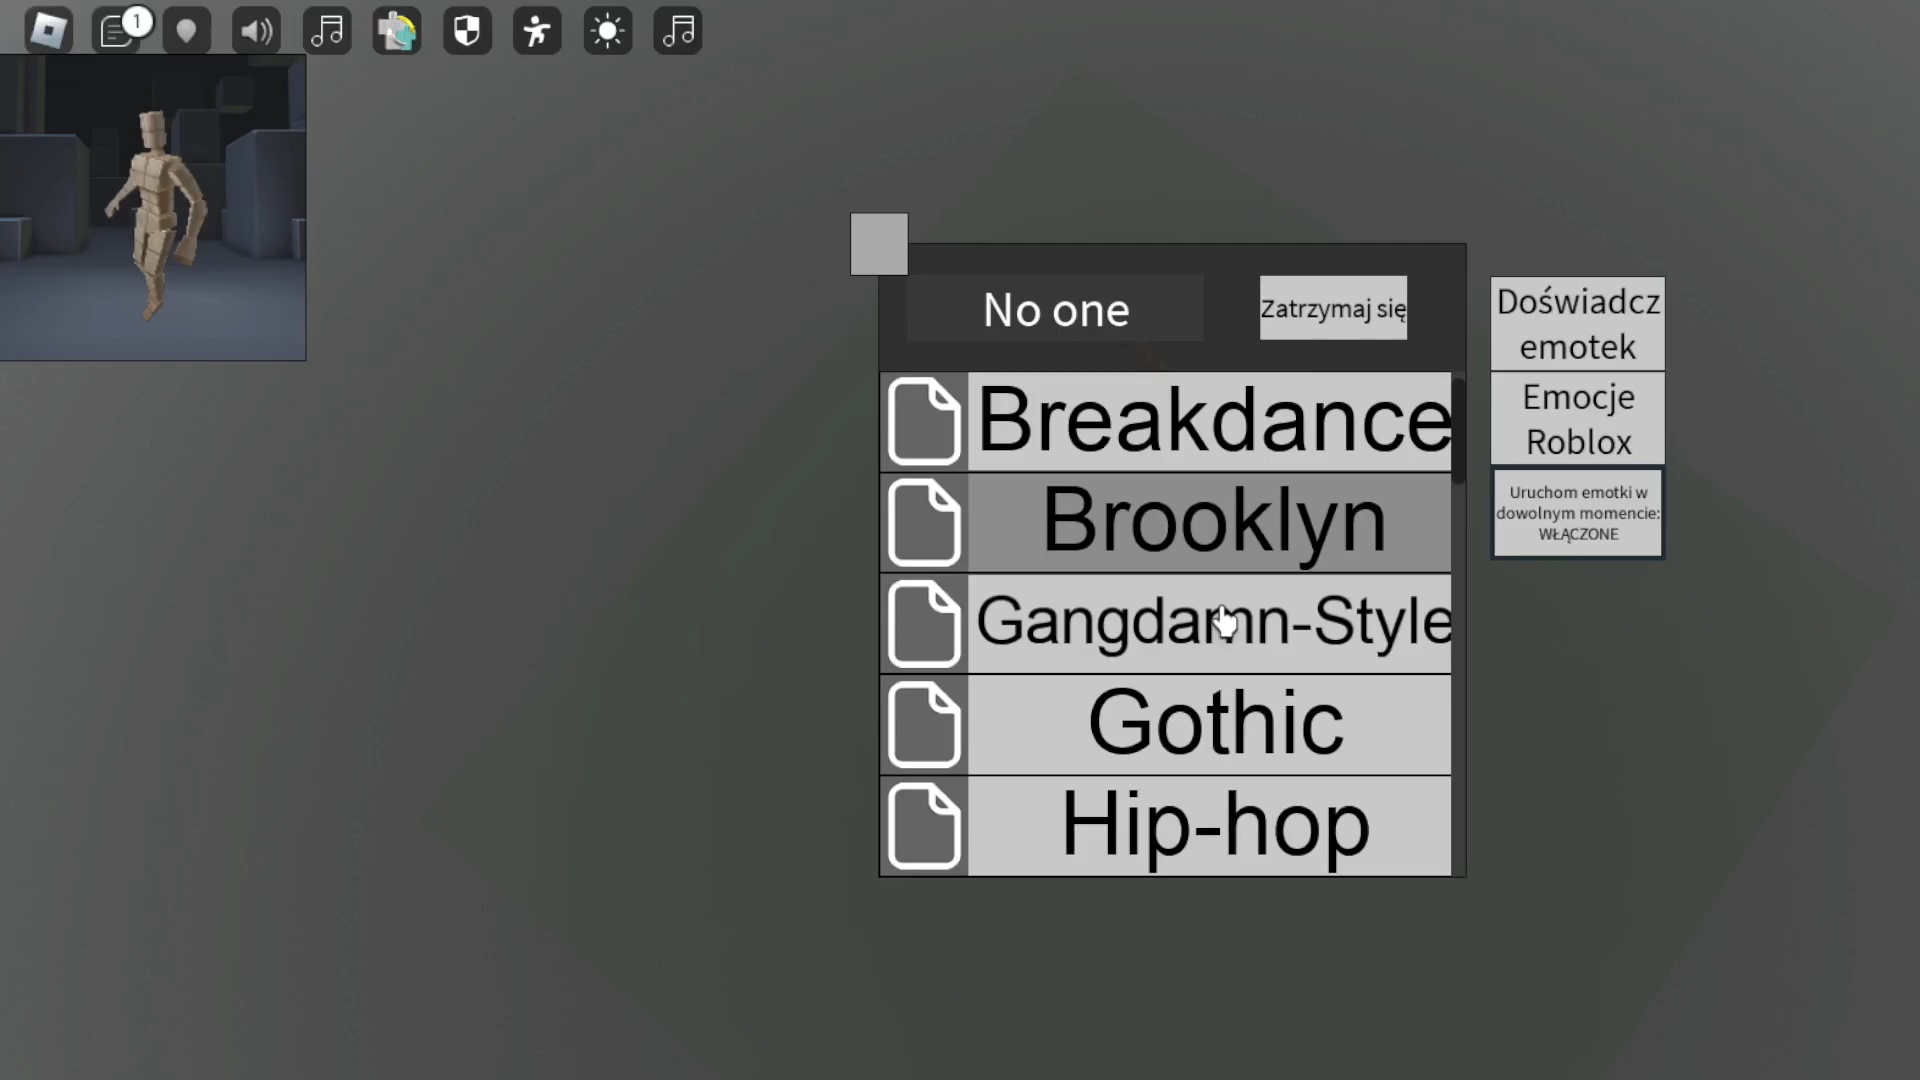 1
No one
Zatrzymaj się
Breakdance
Brooklyn
Gangdamn-Style
Gothic
Hip-hop
Doświadcz
emotek
Emocje
Roblox
Uruchom emotki w
dowolnym momencie:
WŁĄCZONE